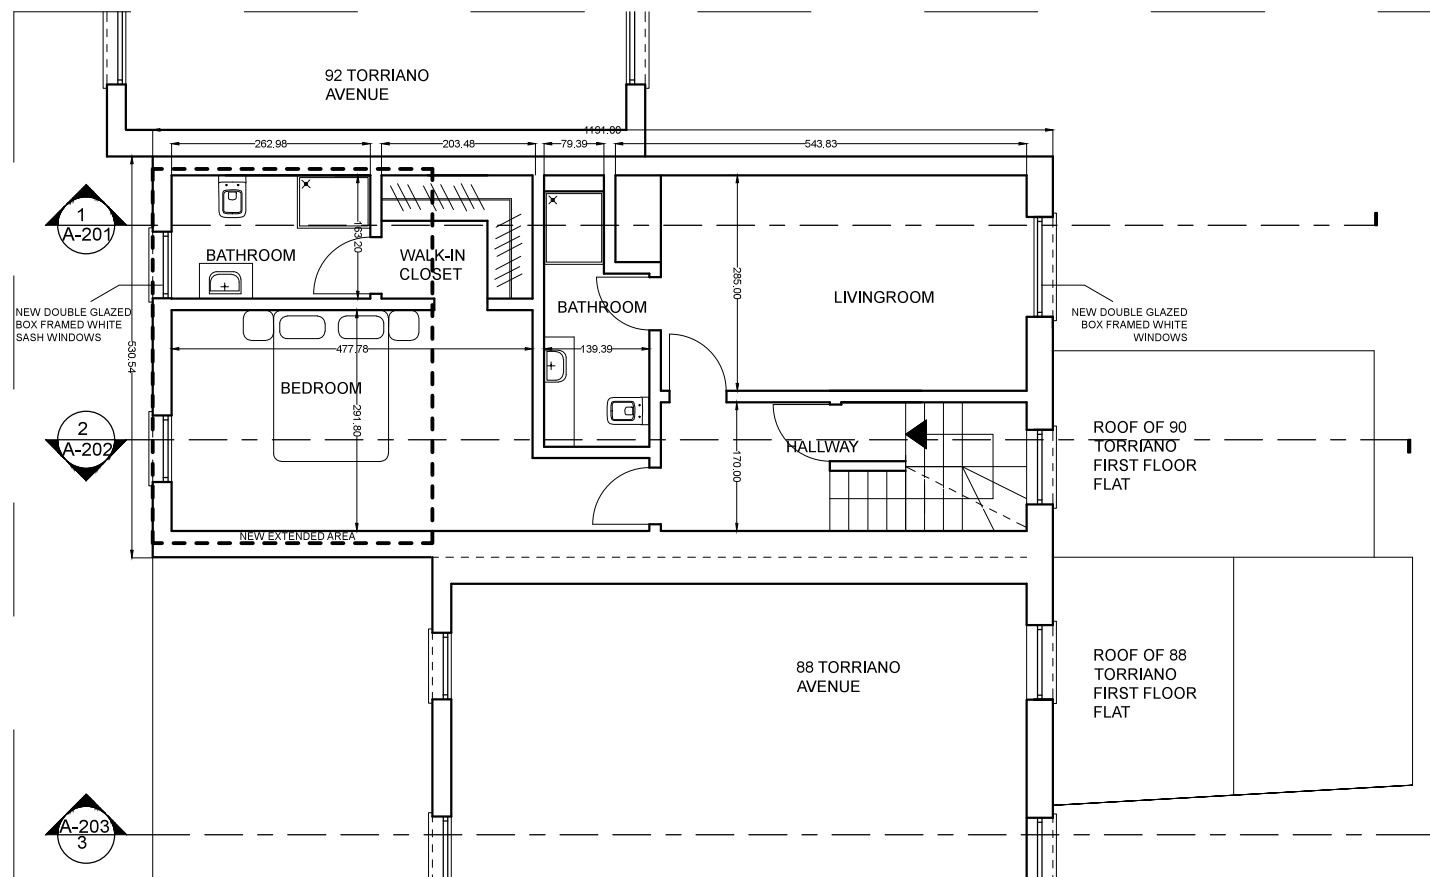 92 TORRIANO
AVENUE
1191.00
262.98
203.48
79.39
543.83
1
A-201
163.20
BATHROOM
WALK-IN
CLOSET
285.00
LIVINGROOM
BATHROOM
NEW DOUBLE GLAZED
BOX FRAMED WHITE
SASH WINDOWS
NEW DOUBLE GLAZED
BOX FRAMED WHITE
WINDOWS
530.54
477.78
139.39
BEDROOM
291.80
2
A-202
HALLWAY
170.00
ROOF OF 90
TORRIANO
FIRST FLOOR
FLAT
NEW EXTENDED AREA
88 TORRIANO
AVENUE
ROOF OF 88
TORRIANO
FIRST FLOOR
FLAT
A-203
3